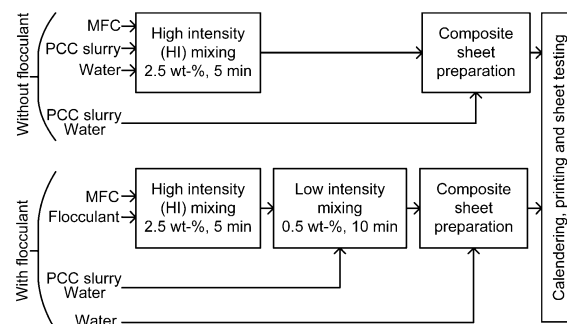 Without flocculant
MFC
PCC slurry
Water
High intensity
(HI) mixing
2.5 wt-%, 5 min
Composite
sheet
preparation
PCC slurry
Water
With flocculant
MFC
Flocculant
High intensity
(HI) mixing
2.5 wt-%, 5 min
Low intensity
mixing
0.5 wt-%, 10 min
Composite
sheet
preparation
PCC slurry
Water
Water
Calendering, printing and sheet testing